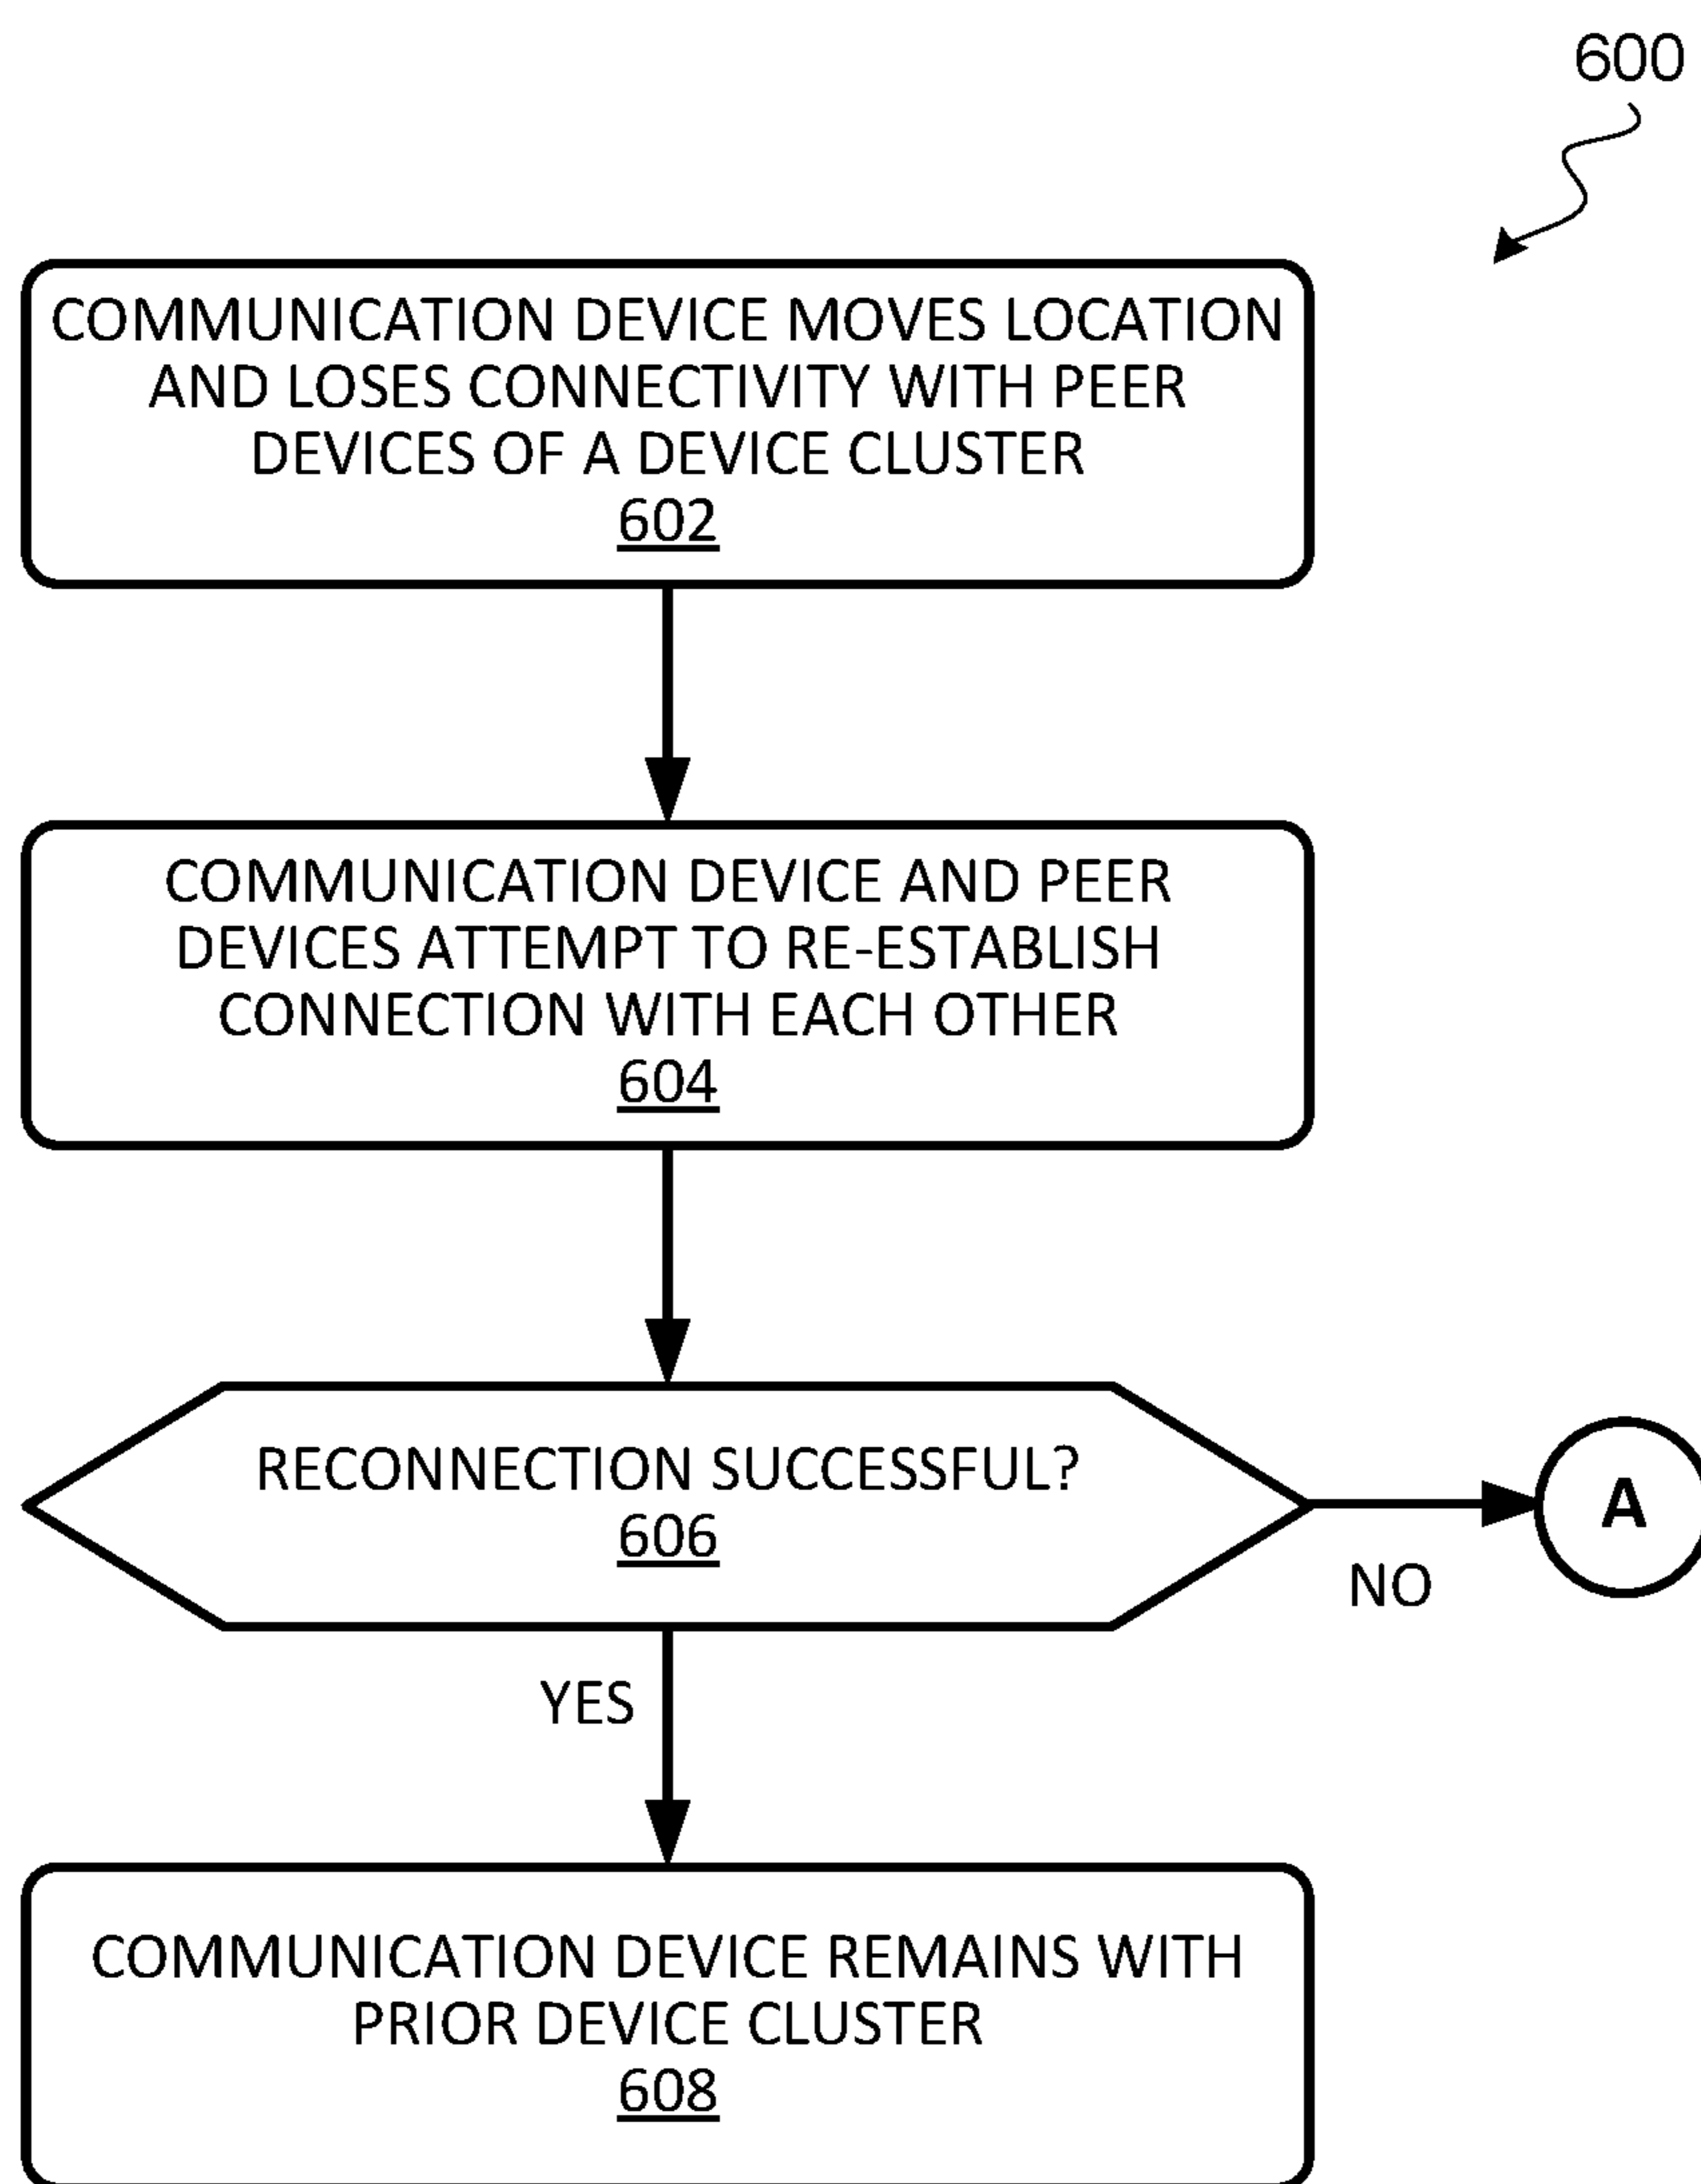 600
COMMUNICATION DEVICE MOVES LOCATION
AND LOSES CONNECTIVITY WITH PEER
DEVICES OF A DEVICE CLUSTER
602
COMMUNICATION DEVICE AND PEER
DEVICES ATTEMPT TO RE-ESTABLISH
CONNECTION WITH EACH OTHER
604
RECONNECTION SUCCESSFUL?
606
A
NO
YES
COMMUNICATION DEVICE REMAINS WITH
PRIOR DEVICE CLUSTER
608